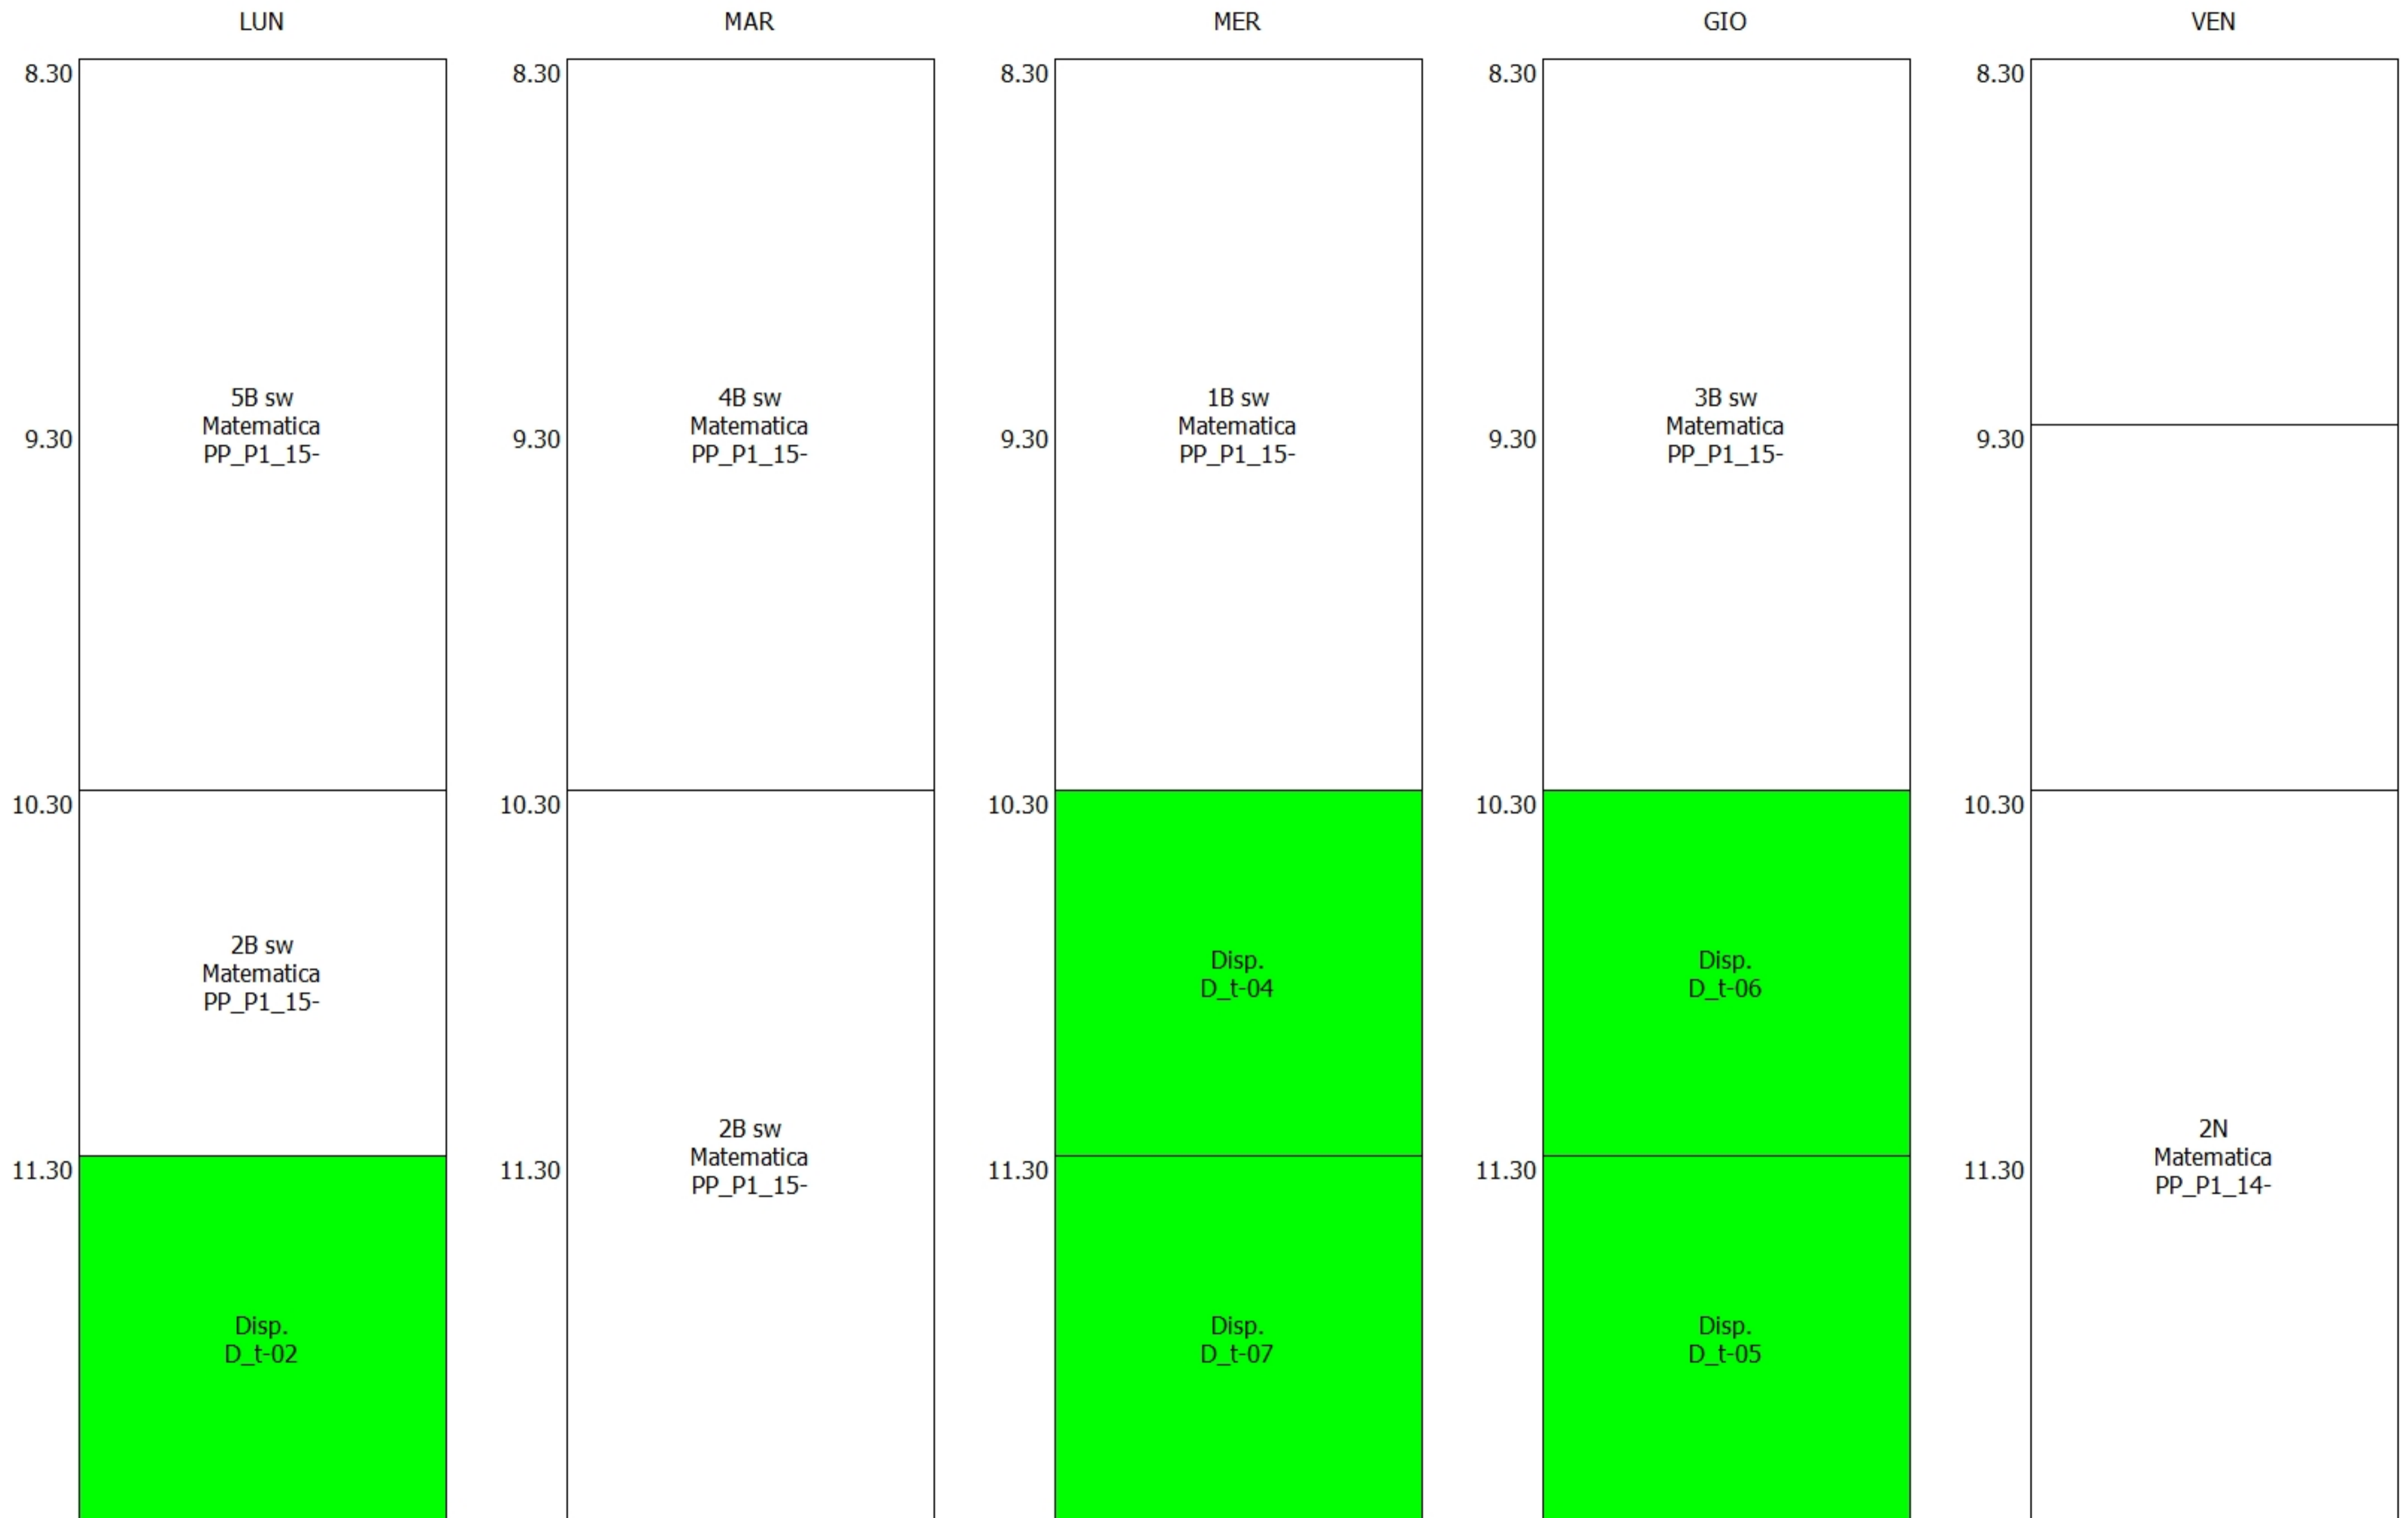 LUN
MAR
MER
GIO
VEN
8.30
8.30
8.30
8.30
8.30
5B sw
Matematica
PP_P1_15-
4B sw
Matematica
PP_P1_15-
1B sw
Matematica
PP_P1_15-
3B sw
Matematica
PP_P1_15-
9.30
9.30
9.30
9.30
9.30
10.30
10.30
10.30
10.30
10.30
2B sw
Matematica
PP_P1_15-
Disp.
D_t-04
Disp.
D_t-06
2B sw
Matematica
PP_P1_15-
2N
Matematica
PP_P1_14-
11.30
11.30
11.30
11.30
11.30
Disp.
D_t-02
Disp.
D_t-07
Disp.
D_t-05